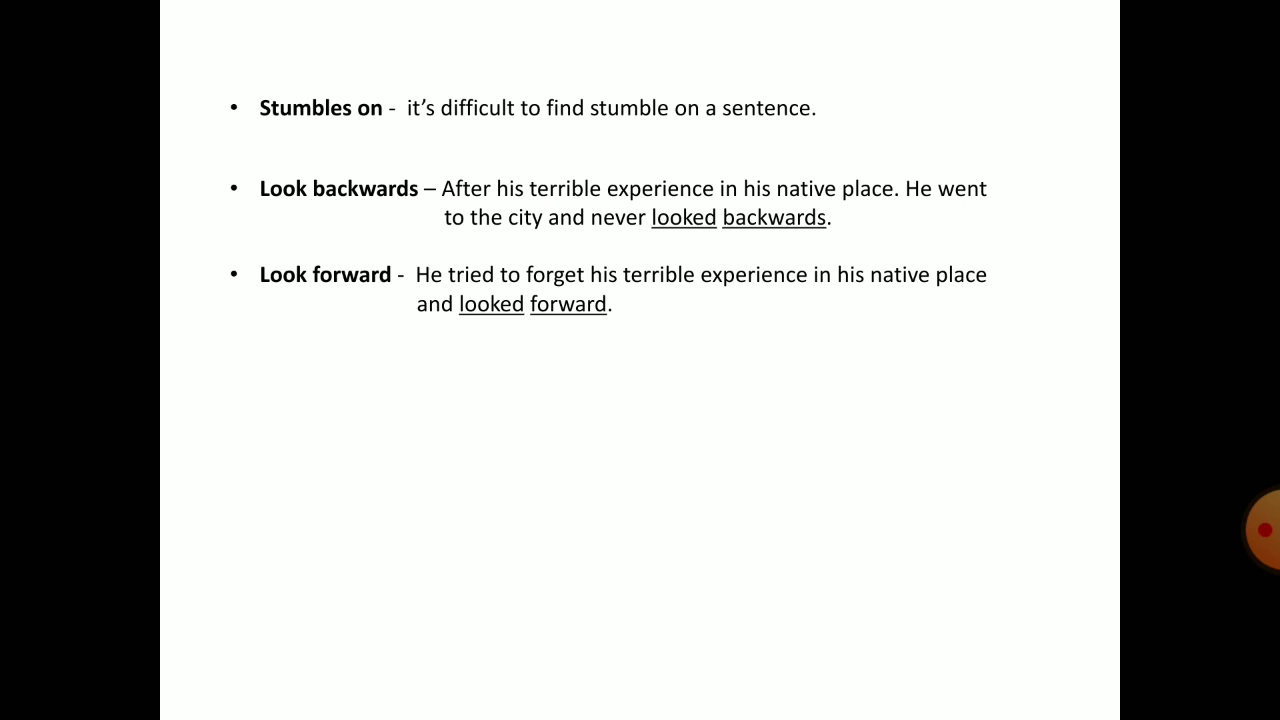 • Stumbles on - it’s difficult to find stumble on a sentence.
• Look backwards – After his terrible experience in his native place. He went
to the city and never looked backwards.
• Look forward - He tried to forget his terrible experience in his native place
and looked forward.